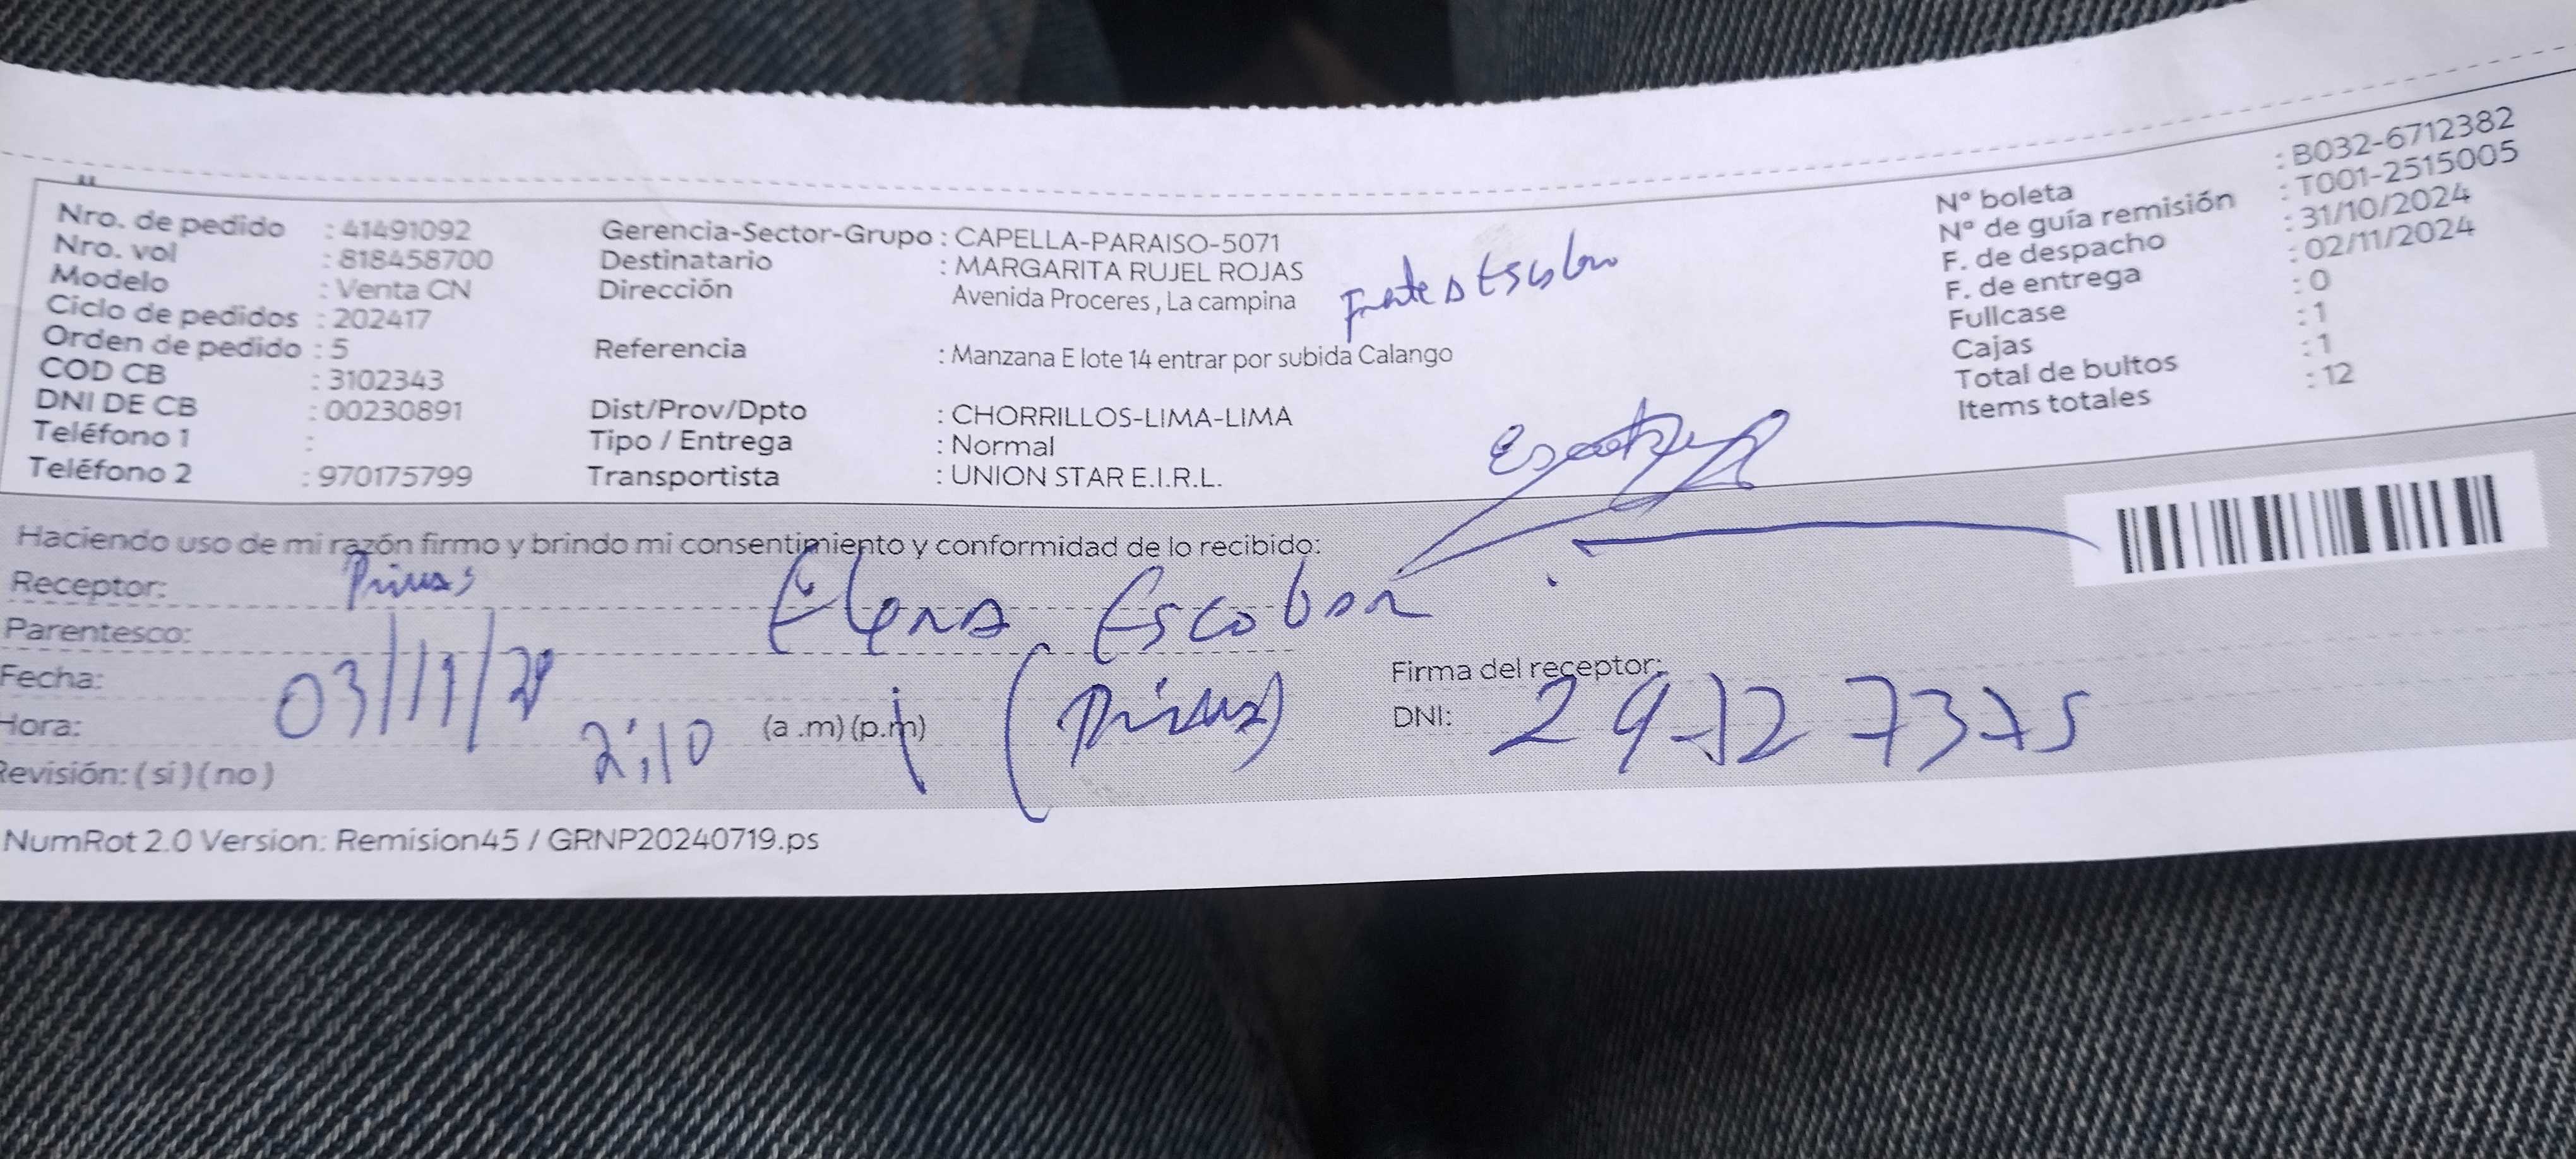 Nro. de pedido : 41491092
Nro. vol : 818458700
Modelo : Venta CN
Ciclo de pedidos : 202417
Orden de pedido : 5
COD CB : 3102343
DNI DE CB : 00230891
Teléfono 1 :
Teléfono 2 : 970175799
Gerencia-Sector-Grupo : CAPELLA-PARAISO-5071
Destinatario : MARGARITA RUJEL ROJAS
Dirección Avenida Proceres , La campina
Referencia : Manzana E lote 14 entrar por subida Calango
Dist/Prov/Dpto : CHORRILLOS-LIMA-LIMA
Tipo / Entrega : Normal
Transportista : UNION STAR E.I.R.L.
N° boleta : B032-6712382
N° de guía remisión : T001-2515005
F. de despacho : 31/10/2024
F. de entrega : 02/11/2024
Fullcase : 0
Cajas : 1
Total de bultos : 1
Items totales : 12
Haciendo uso de mi razón firmo y brindo mi consentimiento y conformidad de lo recibido:
Receptor: Elena Escobar
Parentesco:
Fecha: 03/11/
Hora: 2:10 (a .m) (p.m)
Revisión: ( si ) ( no )
Firma del receptor:
DNI:
NumRot 2.0 Version: Remision45 / GRNP20240719.ps